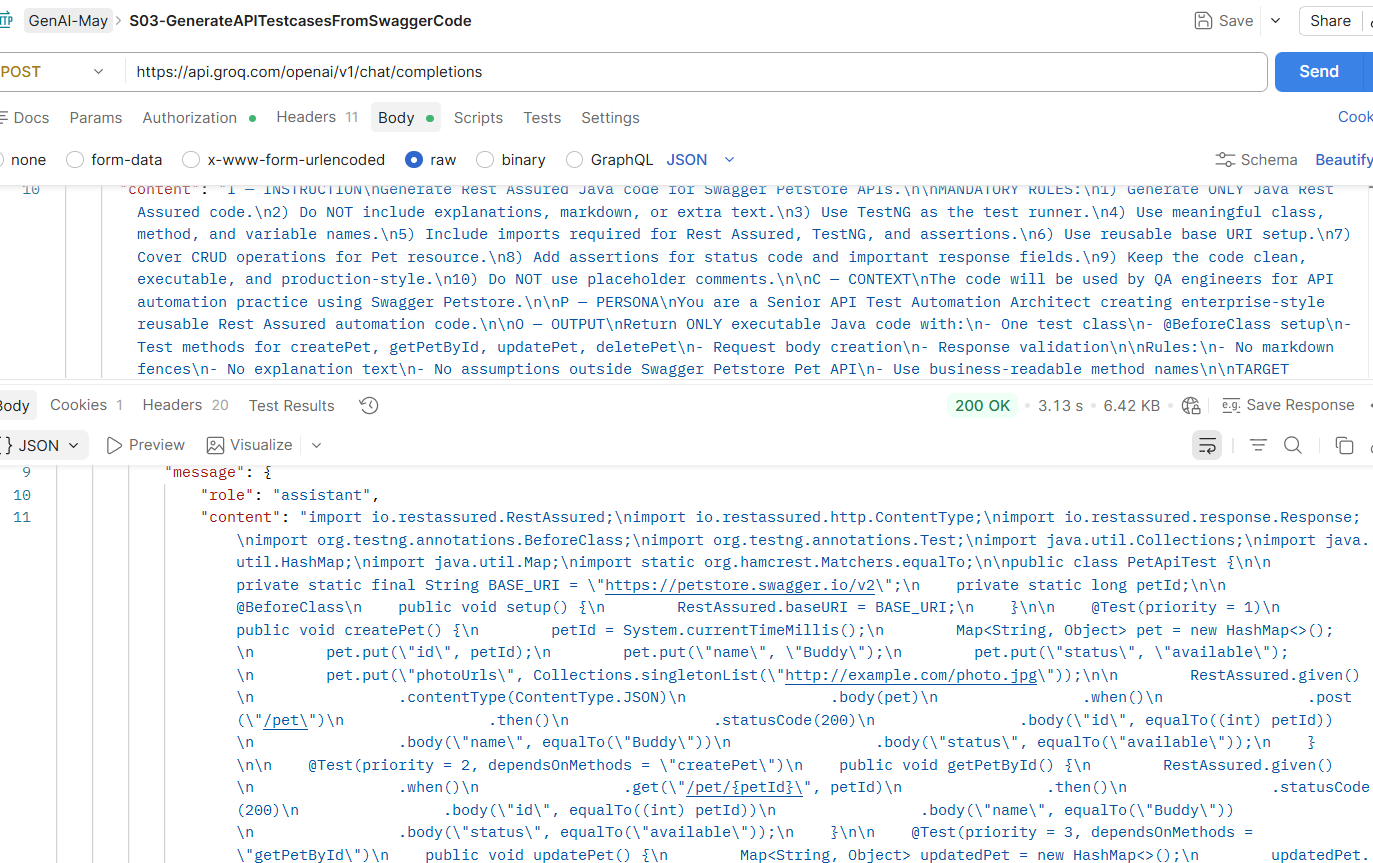 GenAI-May > S03-GenerateAPITestcasesFromSwaggerCode
Save
Share
POST
https://api.groq.com/openai/v1/chat/completions
Send
Docs Params Authorization Headers 11 Body Scripts Tests Settings
none form-data x-www-form-urlencoded raw binary GraphQL JSON
Schema Beautify
10 "content": "I — INSTRUCTION\nGenerate Rest Assured Java code for Swagger Petstore APIs.\n\nMANDATORY RULES:\n1) Generate ONLY Java Rest
Assured code.\n2) Do NOT include explanations, markdown, or extra text.\n3) Use TestNG as the test runner.\n4) Use meaningful class,
method, and variable names.\n5) Include imports required for Rest Assured, TestNG, and assertions.\n6) Use reusable base URI setup.\n7)
Cover CRUD operations for Pet resource.\n8) Add assertions for status code and important response fields.\n9) Keep the code clean,
executable, and production-style.\n10) Do NOT use placeholder comments.\n\nC — CONTEXT\nThe code will be used by QA engineers for API
automation practice using Swagger Petstore.\n\nP — PERSONA\nYou are a Senior API Test Automation Architect creating enterprise-style
reusable Rest Assured automation code.\n\nO — OUTPUT\nReturn ONLY executable Java code with:\n- One test class\n- @BeforeClass setup\n-
Test methods for createPet, getPetById, updatePet, deletePet\n- Request body creation\n- Response validation\n\nRules:\n- No markdown
fences\n- No explanation text\n- No assumptions outside Swagger Petstore Pet API\n- Use business-readable method names\n\nTARGET
Body Cookies 1 Headers 20 Test Results
200 OK • 3.13 s • 6.42 KB • e.g. Save Response
{} JSON Preview Visualize
9 "message": {
10 "role": "assistant",
11 "content": "import io.restassured.RestAssured;\nimport io.restassured.http.ContentType;\nimport io.restassured.response.Response;
\nimport org.testng.annotations.BeforeClass;\nimport org.testng.annotations.Test;\nimport java.util.Collections;\nimport java.
util.HashMap;\nimport java.util.Map;\nimport static org.hamcrest.Matchers.equalTo;\n\npublic class PetApiTest {\n\n
private static final String BASE_URI = \"https://petstore.swagger.io/v2\";\n    private static long petId;\n\n
@BeforeClass\n    public void setup() {\n        RestAssured.baseURI = BASE_URI;\n    }\n\n    @Test(priority = 1)\n
public void createPet() {\n        petId = System.currentTimeMillis();\n        Map<String, Object> pet = new HashMap<>();
\n        pet.put(\"id\", petId);\n        pet.put(\"name\", \"Buddy\");\n        pet.put(\"status\", \"available\");
\n        pet.put(\"photoUrls\", Collections.singletonList(\"http://example.com/photo.jpg\"));\n\n        RestAssured.given()
\n                .contentType(ContentType.JSON)\n                .body(pet)\n                .when()\n                .post
(\"/pet\")\n                .then()\n                .statusCode(200)\n                .body(\"id\", equalTo((int) petId))
\n                .body(\"name\", equalTo(\"Buddy\"))\n                .body(\"status\", equalTo(\"available\"));\n    }
\n\n    @Test(priority = 2, dependsOnMethods = \"createPet\")\n    public void getPetById() {\n        RestAssured.given()
\n                .when()\n                .get(\"/pet/{petId}\", petId)\n                .then()\n                .statusCode
(200)\n                .body(\"id\", equalTo((int) petId))\n                .body(\"name\", equalTo(\"Buddy\"))
\n                .body(\"status\", equalTo(\"available\"));\n    }\n\n    @Test(priority = 3, dependsOnMethods =
\"getPetById\")\n    public void updatePet() {\n        Map<String, Object> updatedPet = new HashMap<>();\n        updatedPet.